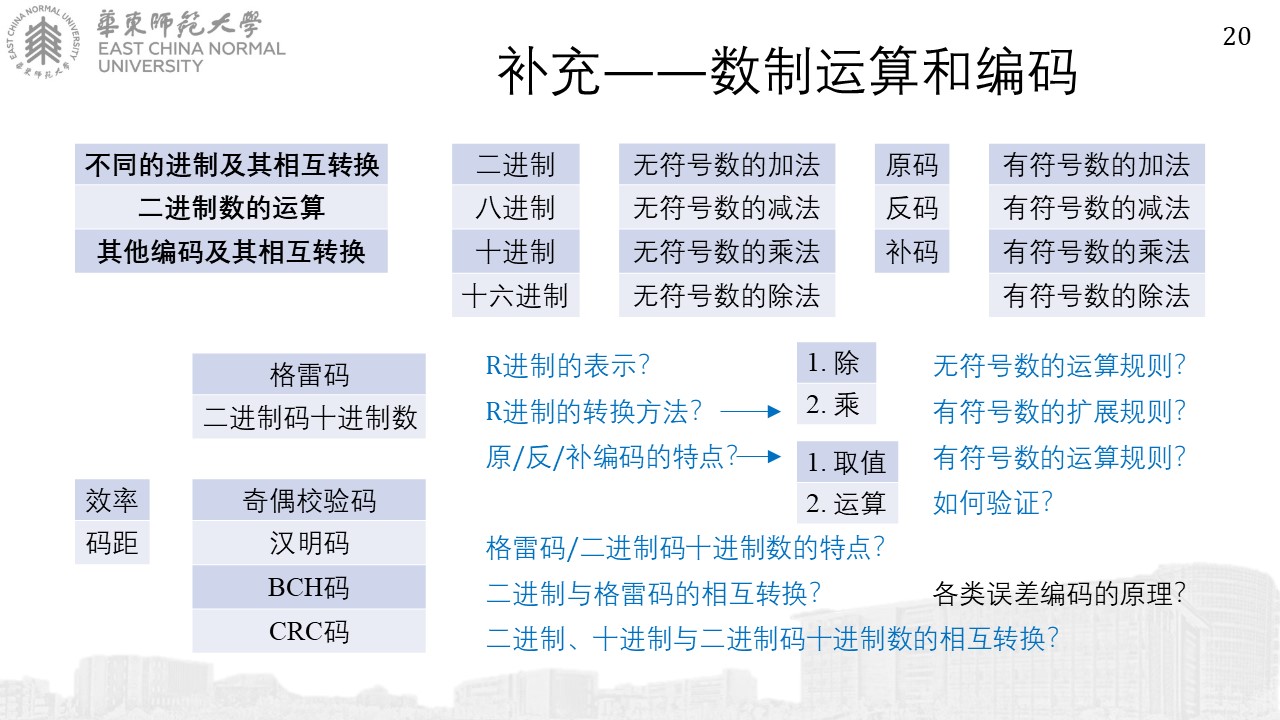 EAST CHINA NORMAL UNIVERSITY
華東師範大學
華東師範大學
EAST CHINA NORMAL
UNIVERSITY
20
补充——数制运算和编码
不同的进制及其相互转换
二进制数的运算
其他编码及其相互转换
二进制
八进制
十进制
十六进制
无符号数的加法
无符号数的减法
无符号数的乘法
无符号数的除法
原码
反码
补码
有符号数的加法
有符号数的减法
有符号数的乘法
有符号数的除法
格雷码
二进制码十进制数
效率
码距
奇偶校验码
汉明码
BCH码
CRC码
R进制的表示？
R进制的转换方法？
原/反/补编码的特点？
1. 除
2. 乘
1. 取值
2. 运算
无符号数的运算规则？
有符号数的扩展规则？
有符号数的运算规则？
如何验证？
格雷码/二进制码十进制数的特点？
二进制与格雷码的相互转换？
各类误差编码的原理？
二进制、十进制与二进制码十进制数的相互转换？